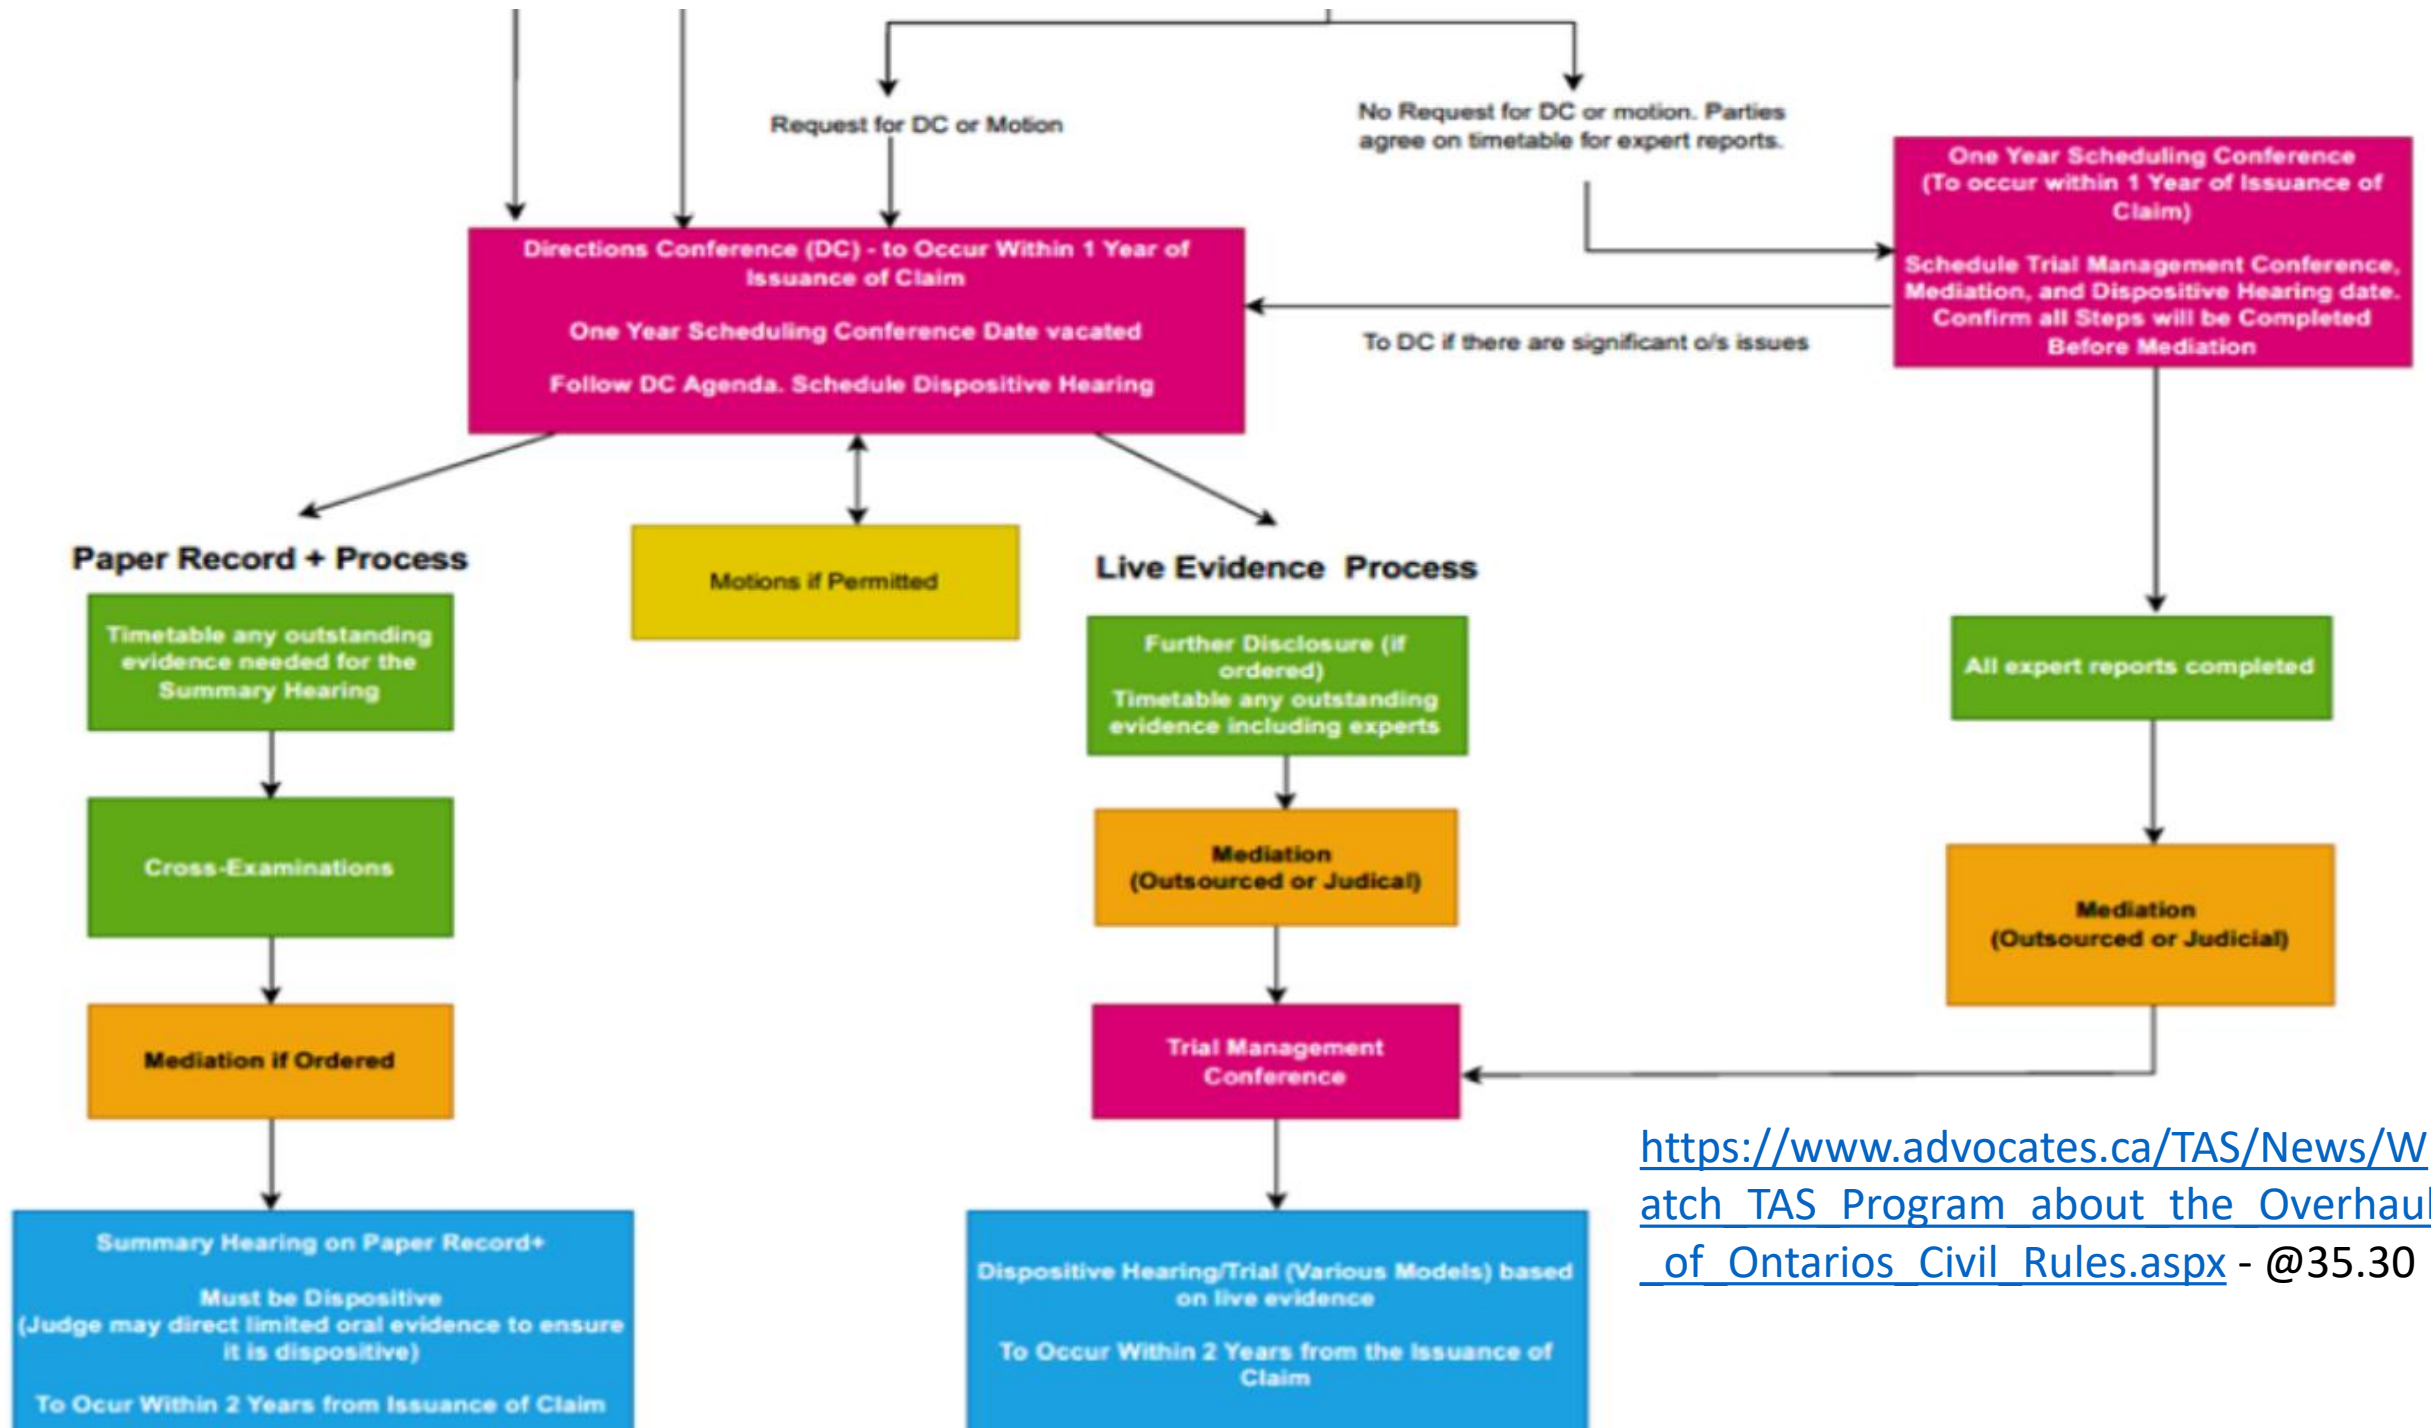 Request for DC or Motion
No Request for DC or motion. Parties
agree on timetable for expert reports.
One Year Scheduling Conference
(To occur within 1 Year of Issuance of
Claim)
Schedule Trial Management Conference,
Mediation, and Dispositive Hearing date.
Confirm all Steps will be Completed
Before Mediation
Directions Conference (DC) - to Occur Within 1 Year of
Issuance of Claim
One Year Scheduling Conference Date vacated
Follow DC Agenda. Schedule Dispositive Hearing
To DC if there are significant o/s issues
Paper Record + Process
Timetable any outstanding
evidence needed for the
Summary Hearing
Cross-Examinations
Mediation if Ordered
Summary Hearing on Paper Record+
Must be Dispositive
(Judge may direct limited oral evidence to ensure
it is dispositive)
To Ocur Within 2 Years from Issuance of Claim
Motions if Permitted
Live Evidence Process
Further Disclosure (if
ordered)
Timetable any outstanding
evidence including experts
Mediation
(Outsourced or Judical)
Trial Management
Conference
Dispositive Hearing/Trial (Various Models) based
on live evidence
To Occur Within 2 Years from the Issuance of
Claim
All expert reports completed
Mediation
(Outsourced or Judicial)
https://www.advocates.ca/TAS/News/W
atch_TAS_Program_about_the_Overhaul
_of_Ontarios_Civil_Rules.aspx - @35.30